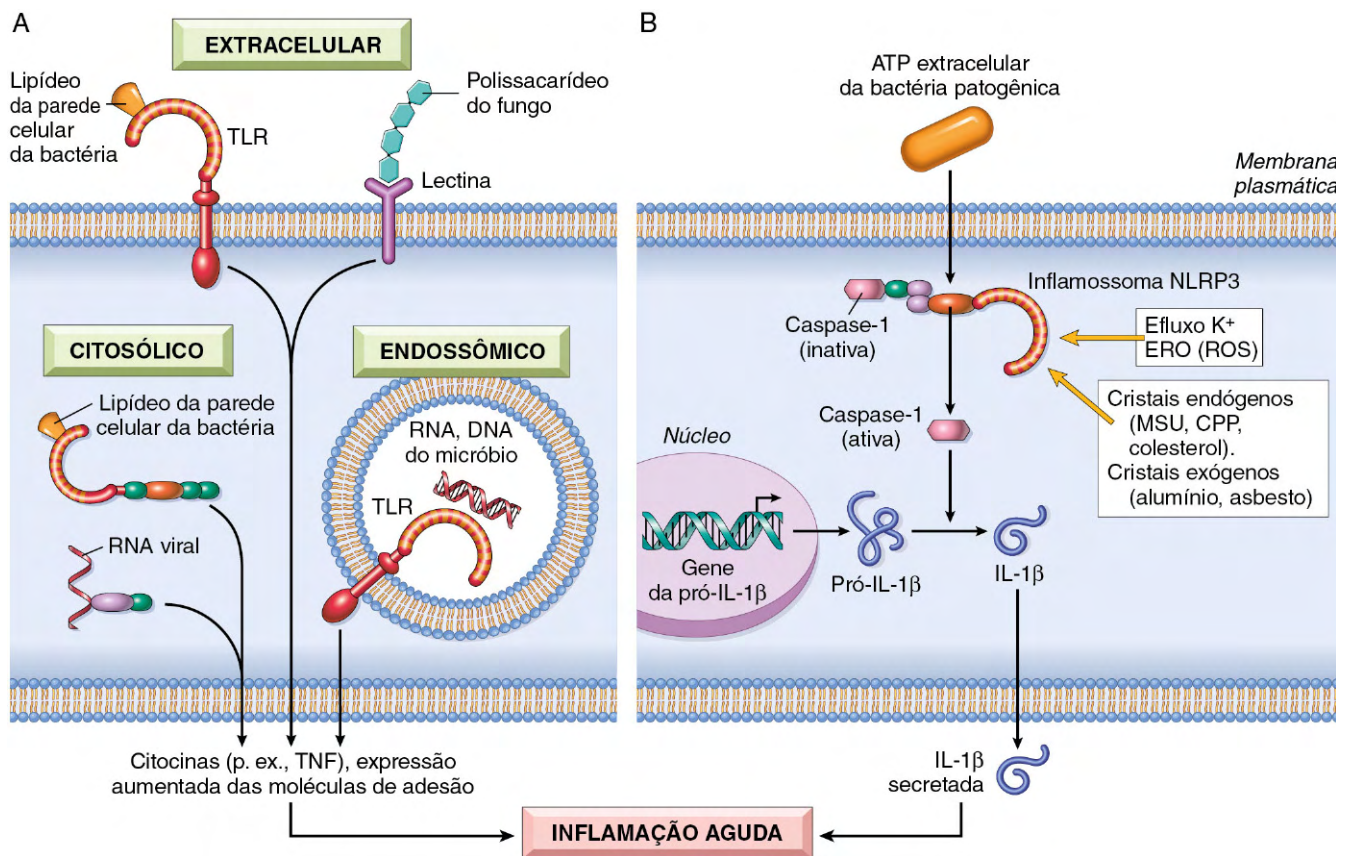 A
EXTRACELULAR
Lipídeo
da parede
celular
da bactéria
TLR
Polissacarídeo
do fungo
Lectina
CITOSÓLICO
Lipídeo da parede
celular da bactéria
RNA viral
ENDOSSÔMICO
RNA, DNA
do micróbio
TLR
Citocinas (p. ex., TNF), expressão
aumentada das moléculas de adesão
B
ATP extracelular
da bactéria patogênica
Membrana
plasmática
Inflamossoma NLRP3
Caspase-1
(inativa)
Efluxo K⁺
ERO (ROS)
Cristais endógenos
(MSU, CPP,
colesterol).
Cristais exógenos
(alumínio, asbesto)
Caspase-1
(ativa)
Núcleo
Gene
da pró-IL-1β
Pró-IL-1β
IL-1β
IL-1β
secretada
INFLAMAÇÃO AGUDA